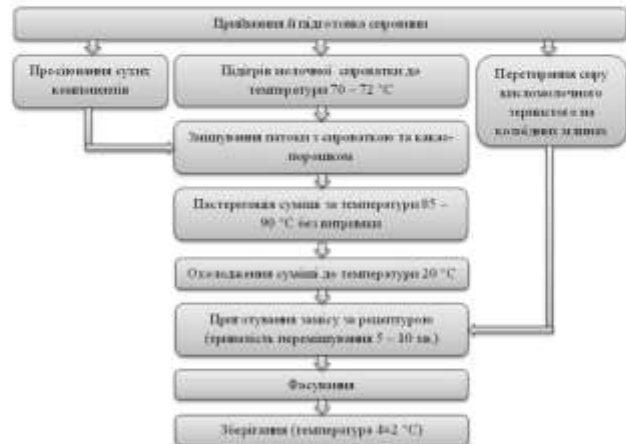 Приймання й підготовка сировини
Просіювання сухих
компонентів
Підігрів молочної сироватки до
температури 70 – 72 °С
Перетирання сиру
кисломолочного
зернистого на
колоїдних млинах
Змішування патоки з сироваткою та какао-
порошком
Пастеризація суміші за температури 85 –
90 °С без витримки
Охолодження суміші до температури 20 °С
Приготування замісу за рецептурою
(тривалість перемішування 5 – 10 хв.)
Фасування
Зберігання (температура 4±2 °С)